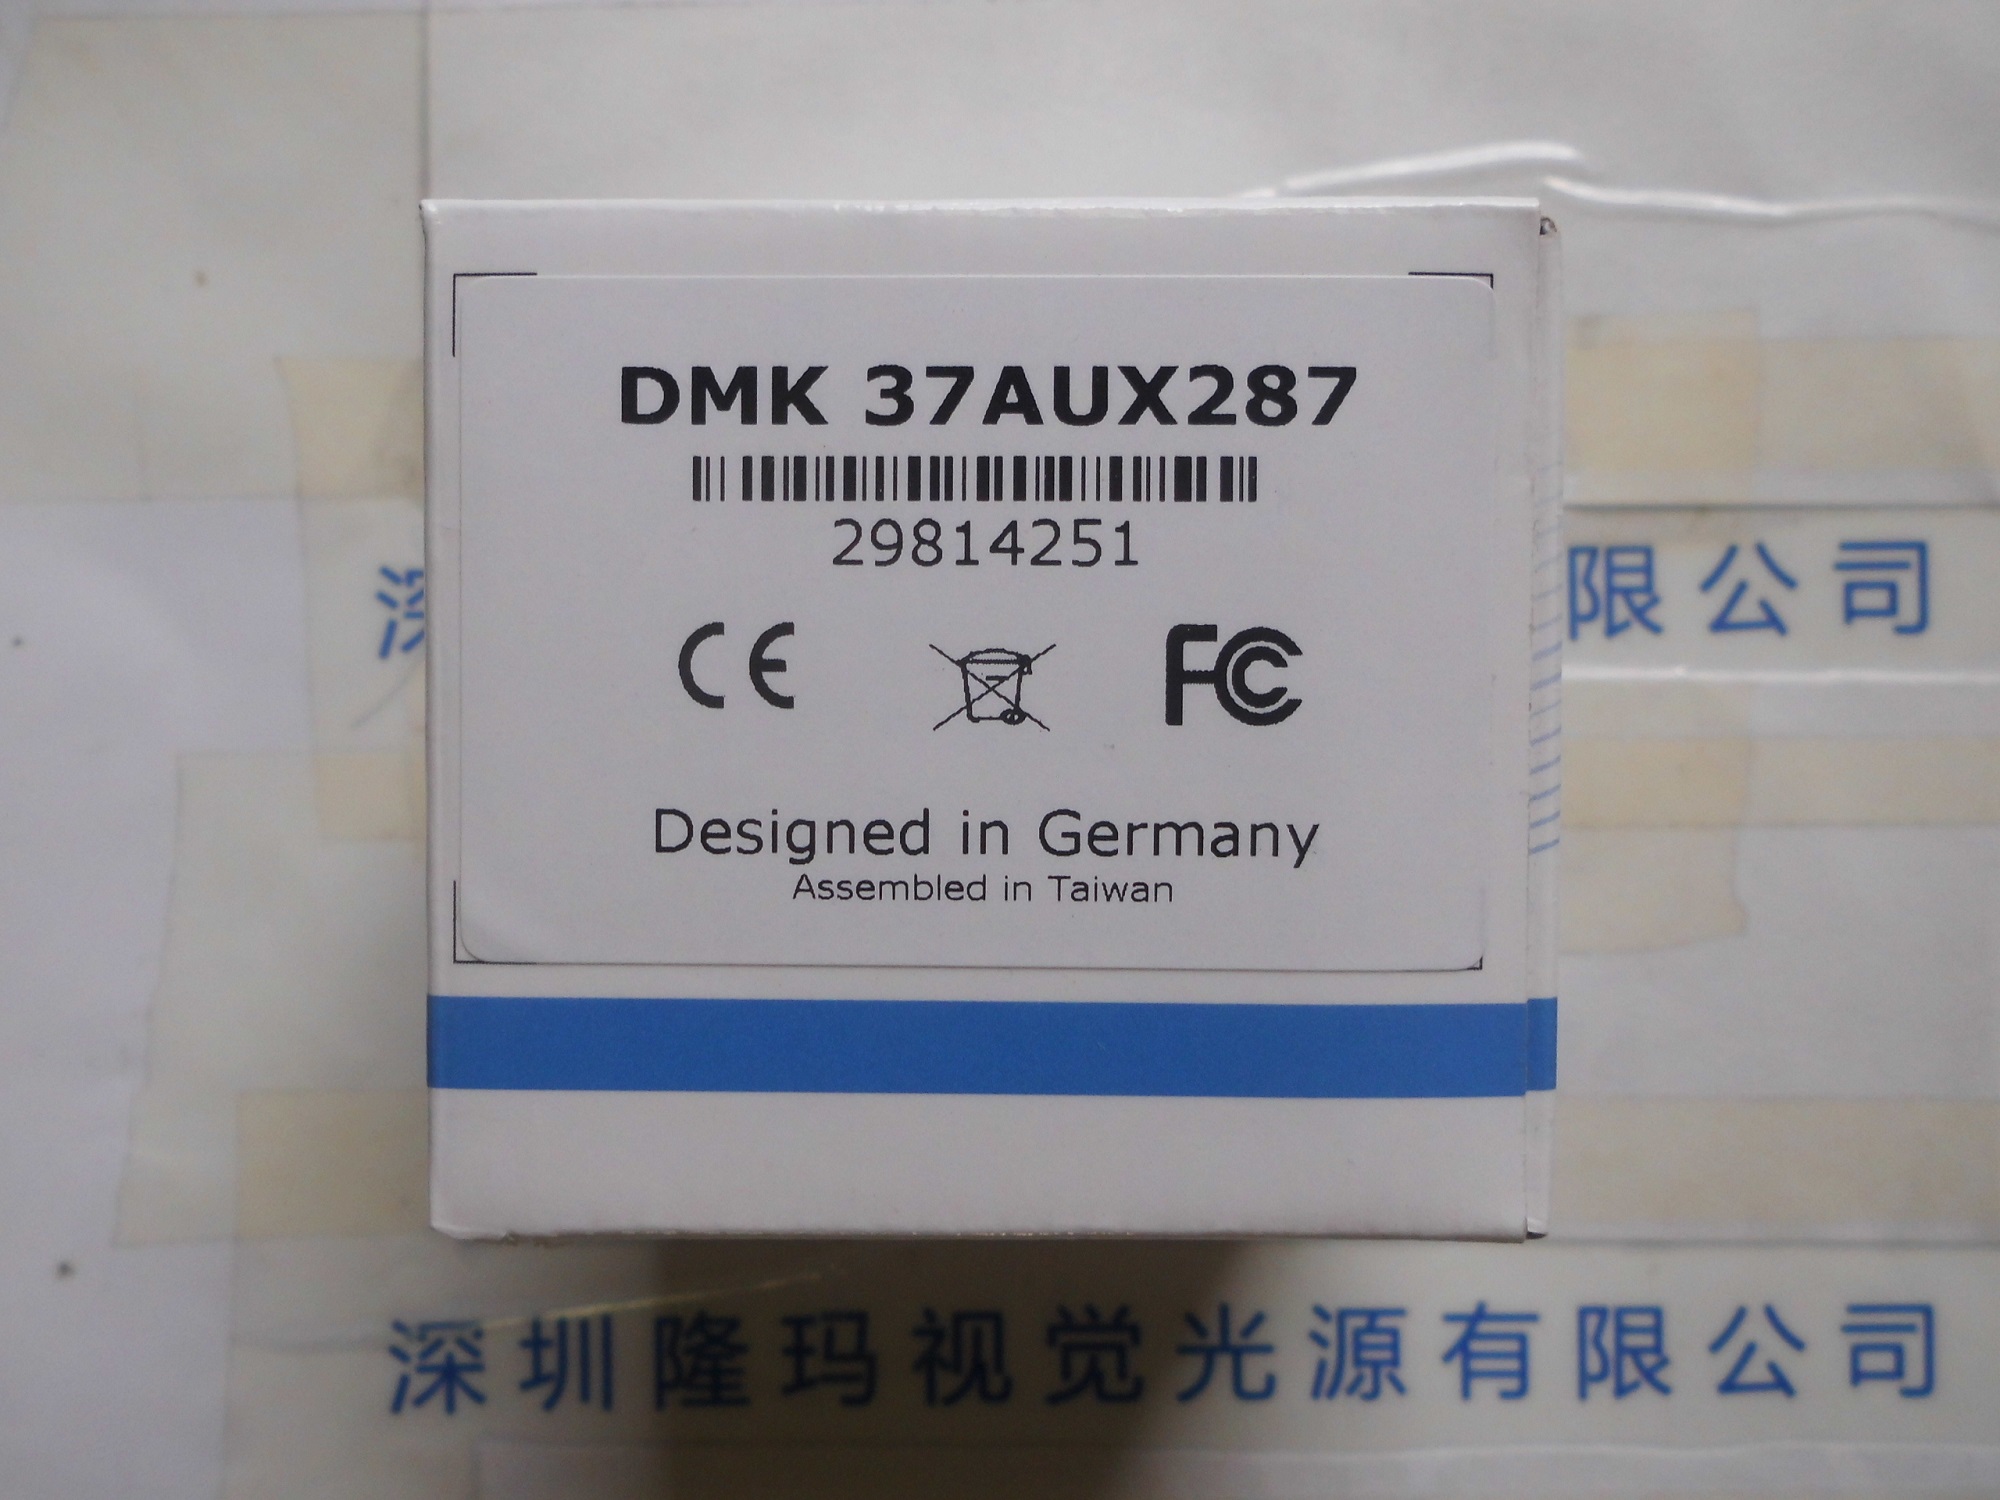 DMK 37AUX287
29814251
CE
FC
Designed in Germany
Assembled in Taiwan
限公司
深圳隆玛视觉光源有限公司